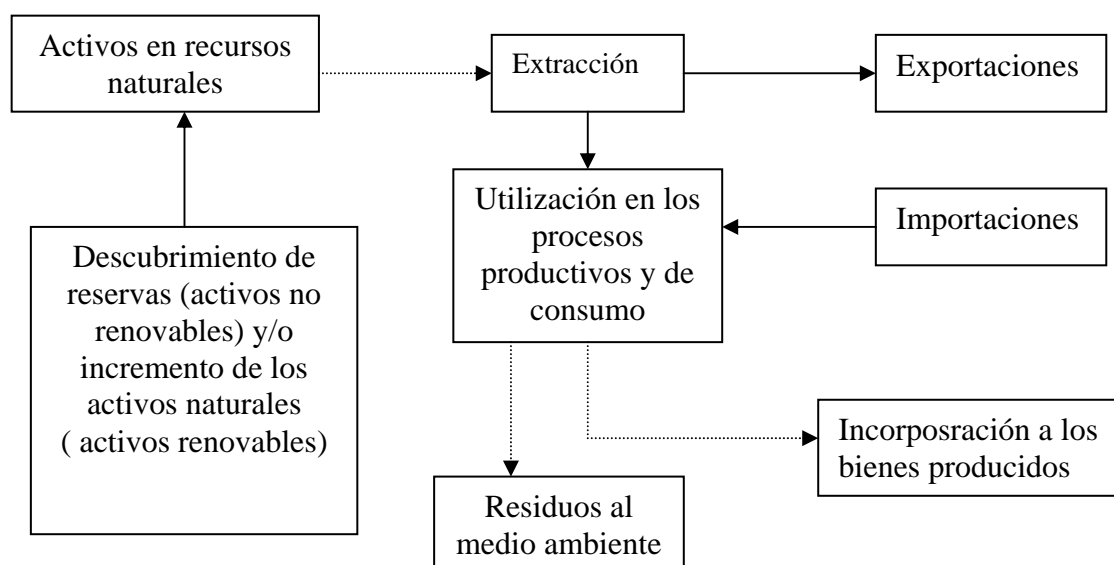 Activos en recursos
naturales
Extracción
Exportaciones
Utilización en los
procesos
productivos y de
consumo
Importaciones
Descubrimiento de
reservas (activos no
renovables) y/o
incremento de los
activos naturales
( activos renovables)
Incorposración a los
bienes producidos
Residuos al
medio ambiente